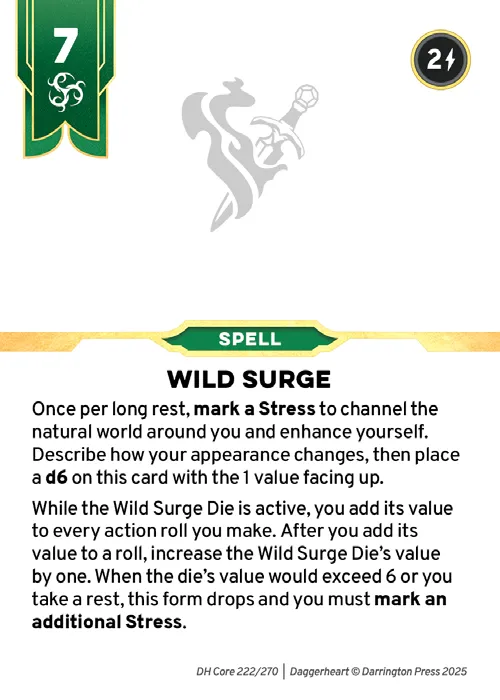 7
2
SPELL
WILD SURGE
Once per long rest, mark a Stress to channel the
natural world around you and enhance yourself.
Describe how your appearance changes, then place
a d6 on this card with the 1 value facing up.
While the Wild Surge Die is active, you add its value
to every action roll you make. After you add its
value to a roll, increase the Wild Surge Die’s value
by one. When the die’s value would exceed 6 or you
take a rest, this form drops and you must mark an
additional Stress.
DH Core 222/270 | Daggerheart © Darrington Press 2025